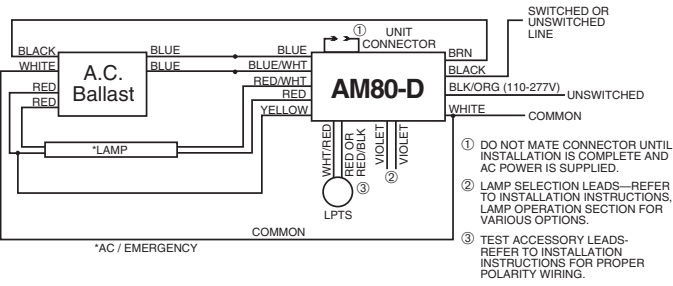 SWITCHED OR
UNSWITCHED
LINE
① UNIT
CONNECTOR
BLACK
BLUE
BLUE
BRN
WHITE
BLUE
BLUE/WHT
BLACK
A.C.
Ballast
RED
RED/WHT
AM80-D
BLK/ORG (110-277V)
UNSWITCHED
RED
RED
YELLOW
WHITE
COMMON
*LAMP
WHT/RED
RED OR
RED/BLK
VIOLET
VIOLET
②
③
LPTS
COMMON
*AC / EMERGENCY
① DO NOT MATE CONNECTOR UNTIL
INSTALLATION IS COMPLETE AND
AC POWER IS SUPPLIED.
② LAMP SELECTION LEADS—REFER
TO INSTALLATION INSTRUCTIONS,
LAMP OPERATION SECTION FOR
VARIOUS OPTIONS.
③ TEST ACCESSORY LEADS-
REFER TO INSTALLATION
INSTRUCTIONS FOR PROPER
POLARITY WIRING.